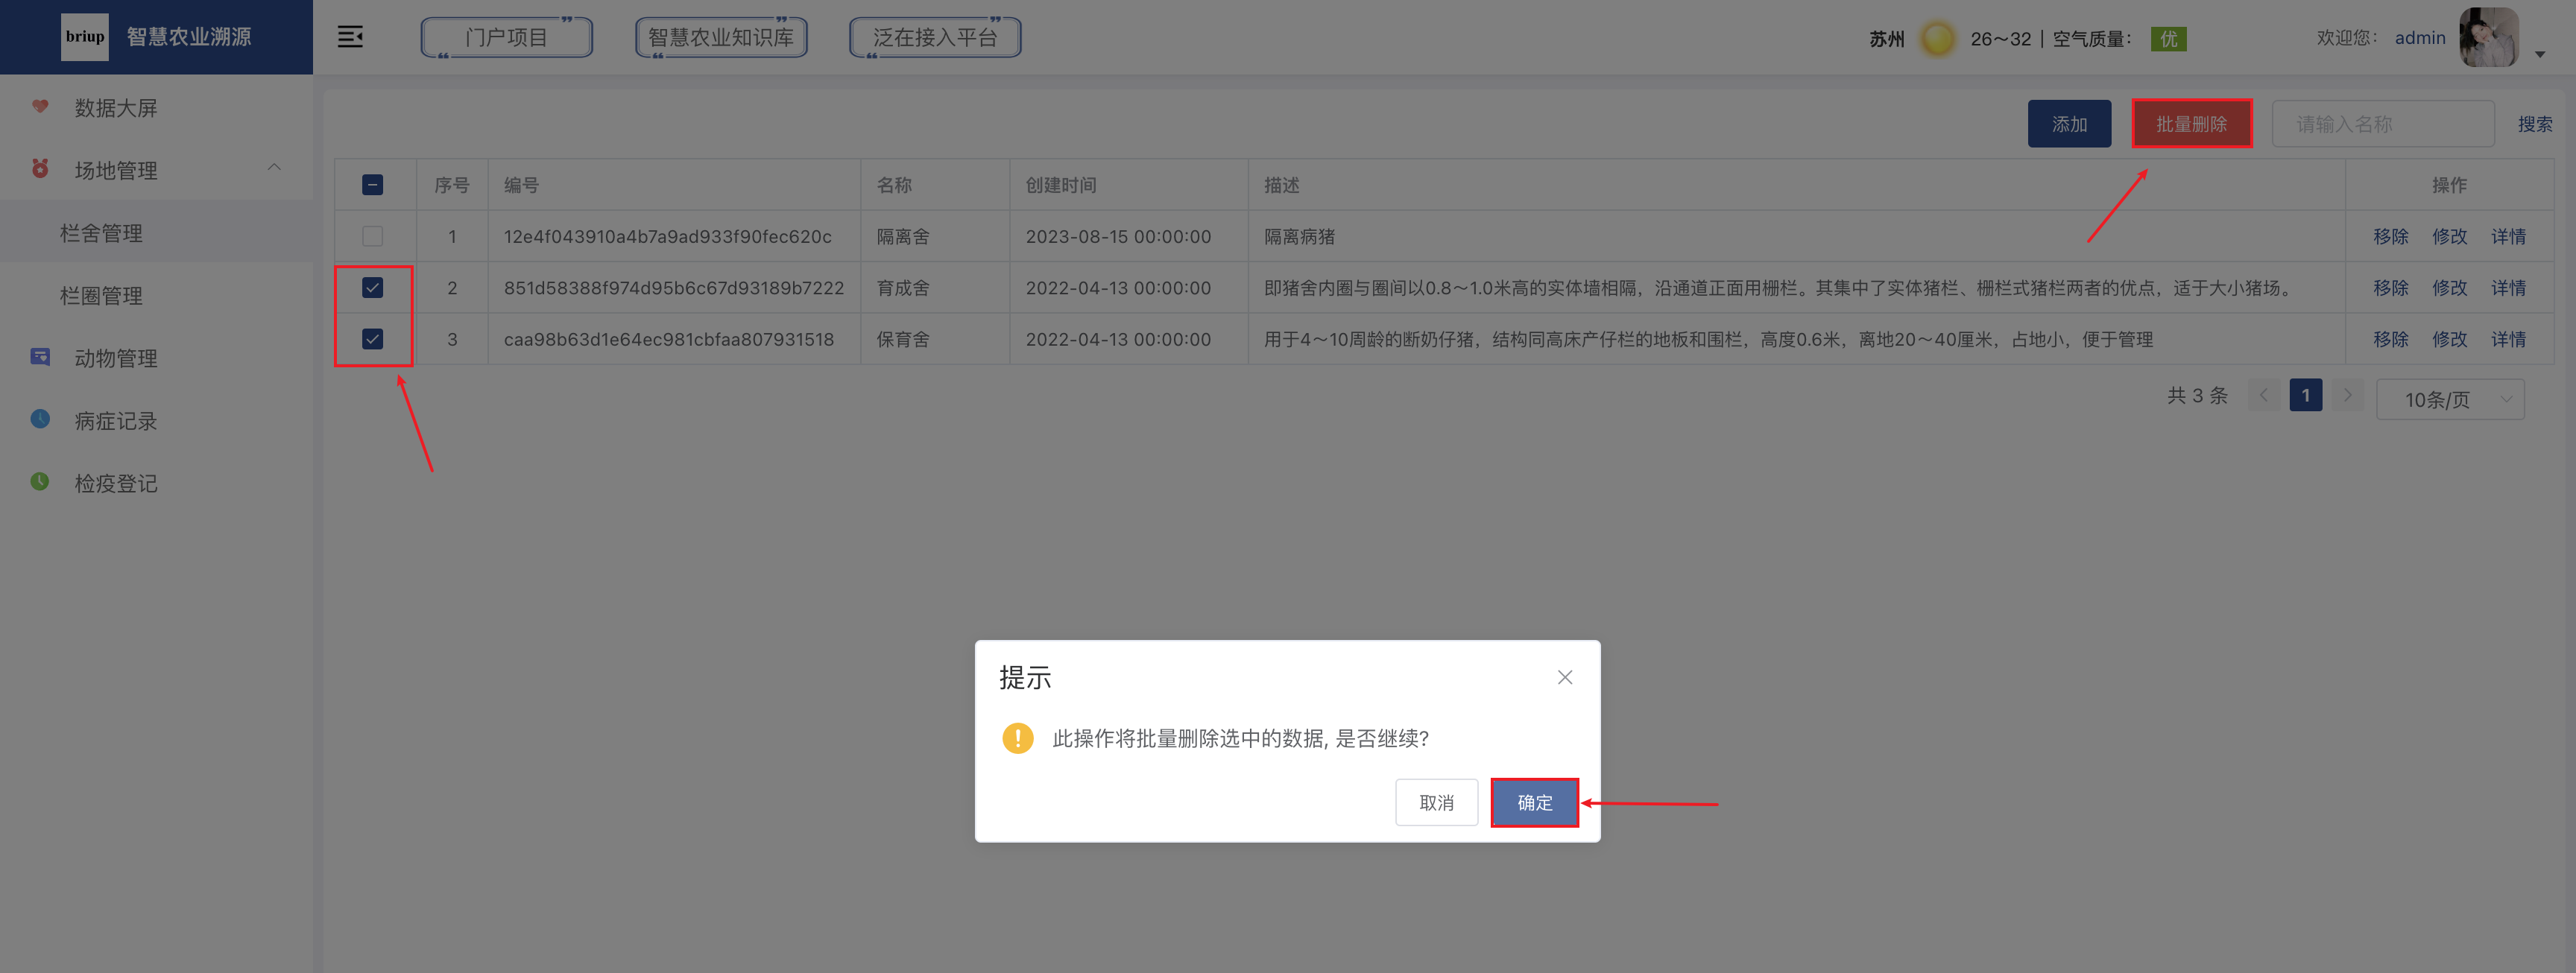 briup 智慧农业溯源
门户项目
智慧农业知识库
泛在接入平台
苏州 26～32 | 空气质量： 优
欢迎您： admin
数据大屏
场地管理
栏舍管理
栏圈管理
动物管理
病症记录
检疫登记
添加 批量删除 请输入名称 搜索
序号 编号 名称 创建时间 描述 操作
1 12e4f043910a4b7a9ad933f90fec620c 隔离舍 2023-08-15 00:00:00 隔离病猪 移除 修改 详情
2 851d58388f974d95b6c67d93189b7222 育成舍 2022-04-13 00:00:00 即猪舍内圈与圈间以0.8～1.0米高的实体墙相隔，沿通道正面用栅栏。其集中了实体猪栏、栅栏式猪栏两者的优点，适于大小猪场。 移除 修改 详情
3 caa98b63d1e64ec981cbfaa807931518 保育舍 2022-04-13 00:00:00 用于4～10周龄的断奶仔猪，结构同高床产仔栏的地板和围栏，高度0.6米，离地20～40厘米，占地小，便于管理 移除 修改 详情
共 3 条 1 10条/页
提示
此操作将批量删除选中的数据, 是否继续?
取消 确定